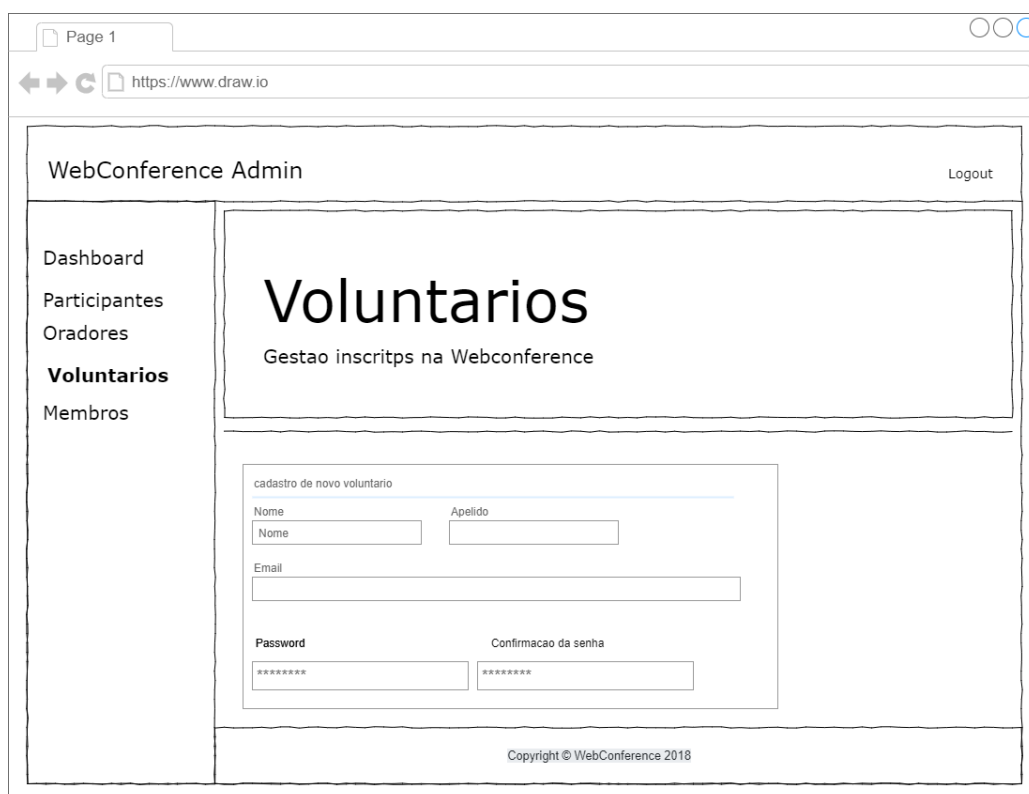 Page 1
https://www.draw.io
WebConference Admin
Logout
Dashboard
Participantes
Oradores
Voluntarios
Membros
Voluntarios
Gestao inscritps na Webconference
cadastro de novo voluntario
Nome Apelido
Nome
Email
Password Confirmacao da senha
******** ********
Copyright © WebConference 2018